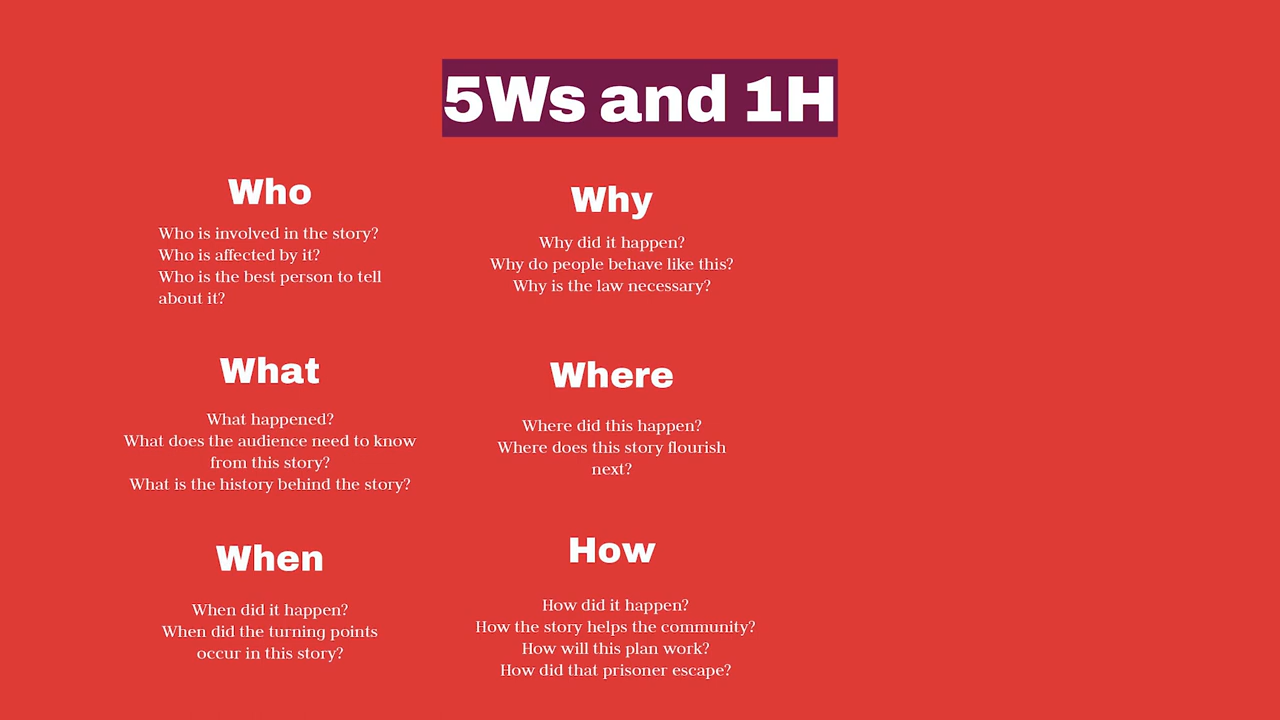 5Ws and 1H
Who
Who is involved in the story?
Who is affected by it?
Who is the best person to tell
about it?
Why
Why did it happen?
Why do people behave like this?
Why is the law necessary?
What
What happened?
What does the audience need to know
from this story?
What is the history behind the story?
Where
Where did this happen?
Where does this story flourish
next?
When
When did it happen?
When did the turning points
occur in this story?
How
How did it happen?
How the story helps the community?
How will this plan work?
How did that prisoner escape?